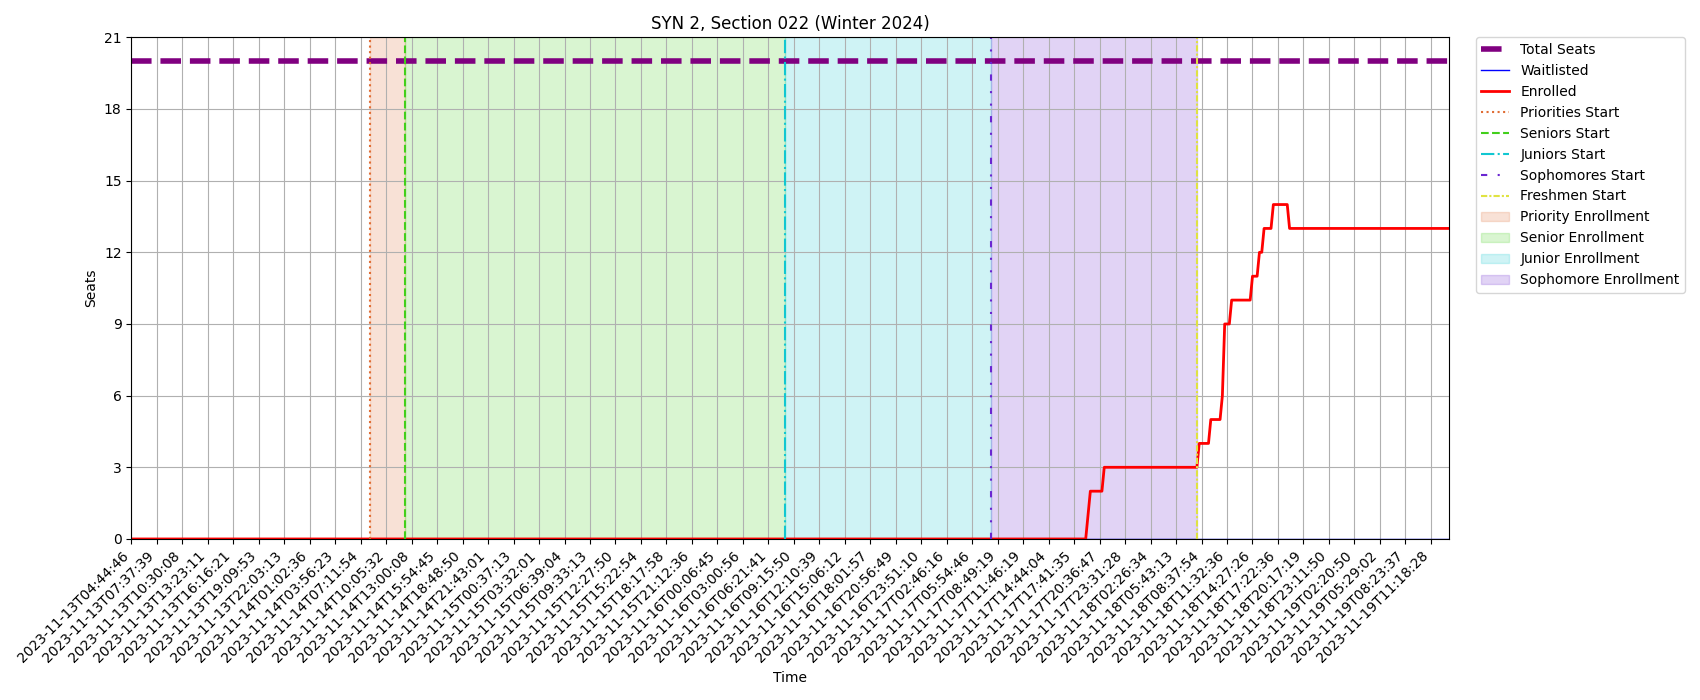 SYN 2, Section 022 (Winter 2024)
21
18
15
12
9
6
3
0
Seats
2023-11-13T04:44:46
2023-11-13T07:37:39
2023-11-13T10:30:08
2023-11-13T13:23:11
2023-11-13T16:16:21
2023-11-13T19:09:53
2023-11-13T22:03:13
2023-11-14T01:02:36
2023-11-14T03:56:23
2023-11-14T07:11:54
2023-11-14T10:05:32
2023-11-14T13:00:08
2023-11-14T15:54:45
2023-11-14T18:48:50
2023-11-14T21:43:01
2023-11-15T00:37:13
2023-11-15T03:32:01
2023-11-15T06:39:04
2023-11-15T09:33:13
2023-11-15T12:27:50
2023-11-15T15:22:54
2023-11-15T18:17:58
2023-11-15T21:12:36
2023-11-16T00:06:45
2023-11-16T03:00:56
2023-11-16T06:21:41
2023-11-16T09:15:50
2023-11-16T12:10:39
2023-11-16T15:06:12
2023-11-16T18:01:57
2023-11-16T20:56:49
2023-11-16T23:51:10
2023-11-17T02:46:16
2023-11-17T05:54:46
2023-11-17T08:49:19
2023-11-17T11:46:19
2023-11-17T14:44:04
2023-11-17T17:41:35
2023-11-17T20:36:47
2023-11-17T23:31:28
2023-11-18T02:26:34
2023-11-18T05:43:13
2023-11-18T08:37:54
2023-11-18T11:32:36
2023-11-18T14:27:26
2023-11-18T17:22:36
2023-11-18T20:17:19
2023-11-18T23:11:50
2023-11-19T02:20:50
2023-11-19T05:29:02
2023-11-19T08:23:37
2023-11-19T11:18:28
Time
Total Seats
Waitlisted
Enrolled
Priorities Start
Seniors Start
Juniors Start
Sophomores Start
Freshmen Start
Priority Enrollment
Senior Enrollment
Junior Enrollment
Sophomore Enrollment